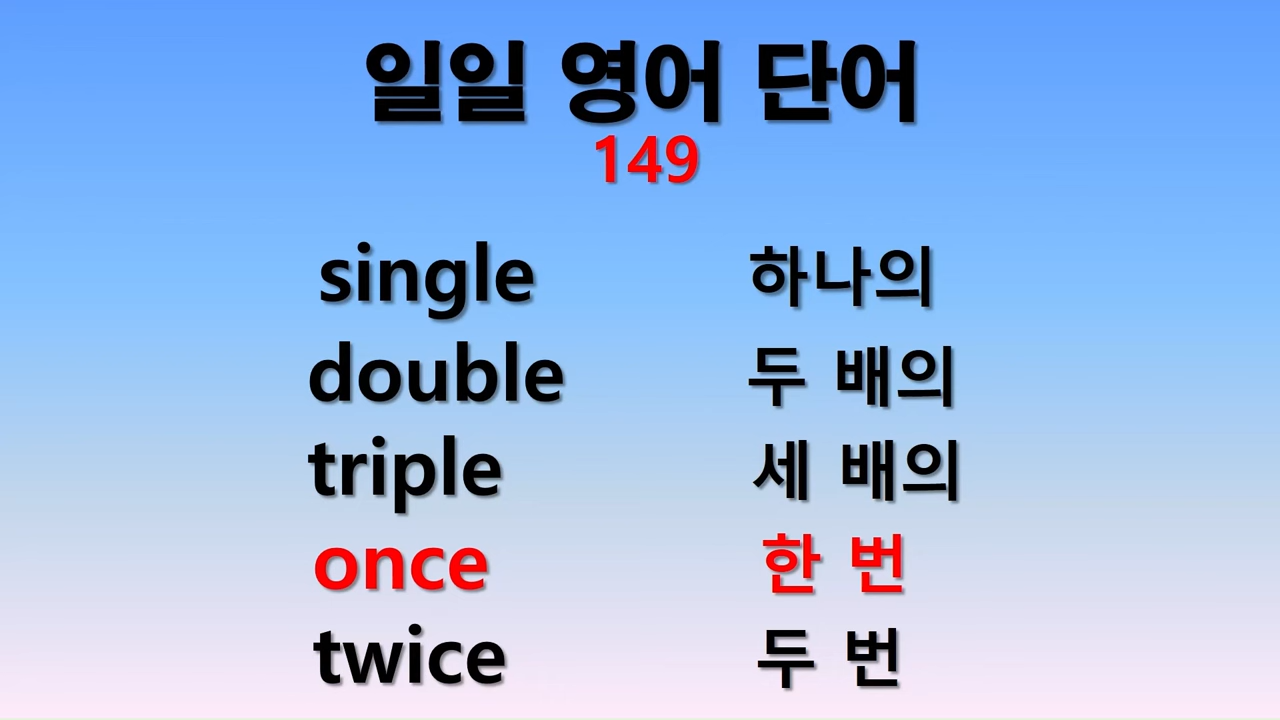 일일 영어 단어
149
single 하나의
double 두 배의
triple 세 배의
once 한 번
twice 두 번